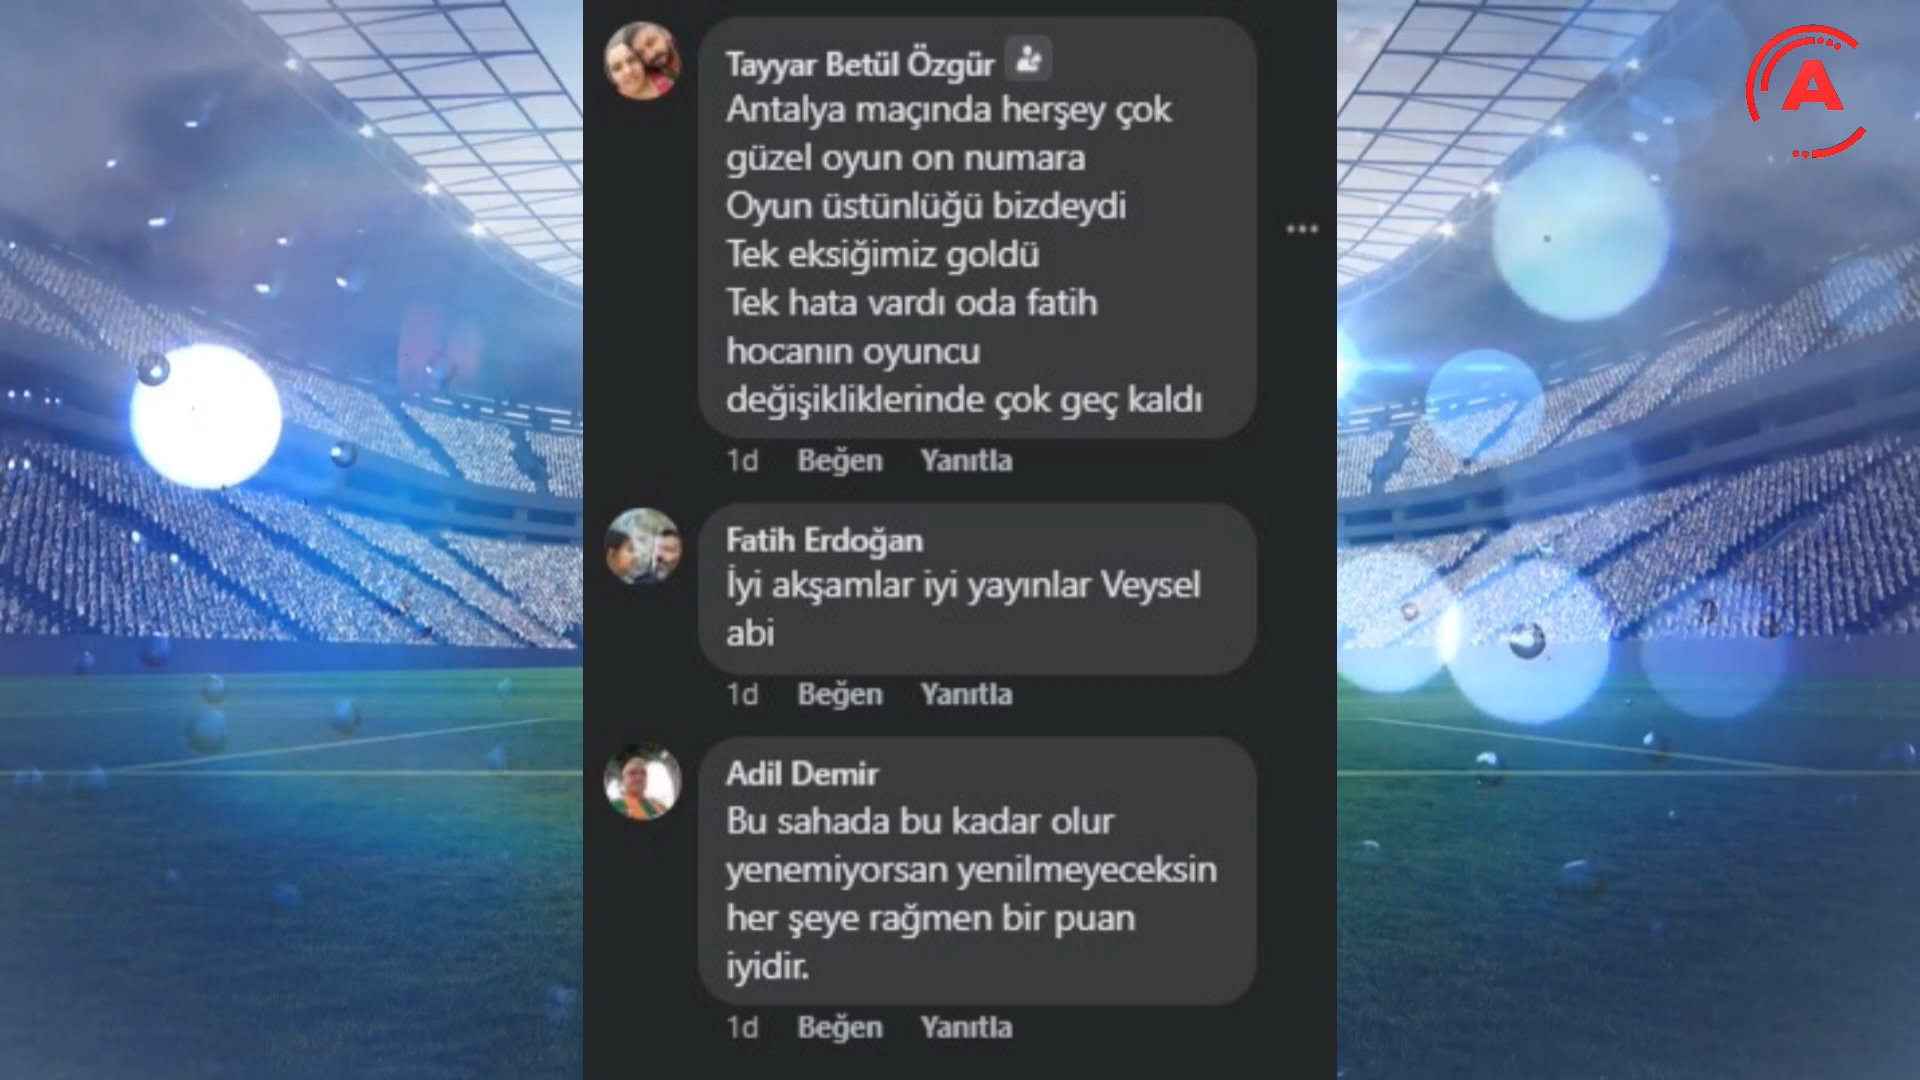 Tayyar Betül Özgür
Antalya maçında herşey çok
güzel oyun on numara
Oyun üstünlüğü bizdeydi
Tek eksiğimiz goldü
Tek hata vardı oda fatih
hocanın oyuncu
değişikliklerinde çok geç kaldı
1d Beğen Yanıtla
Fatih Erdoğan
İyi akşamlar iyi yayınlar Veysel
abi
1d Beğen Yanıtla
Adil Demir
Bu sahada bu kadar olur
yenemiyorsan yenilmeyeceksin
her şeye rağmen bir puan
iyidir.
1d Beğen Yanıtla
A